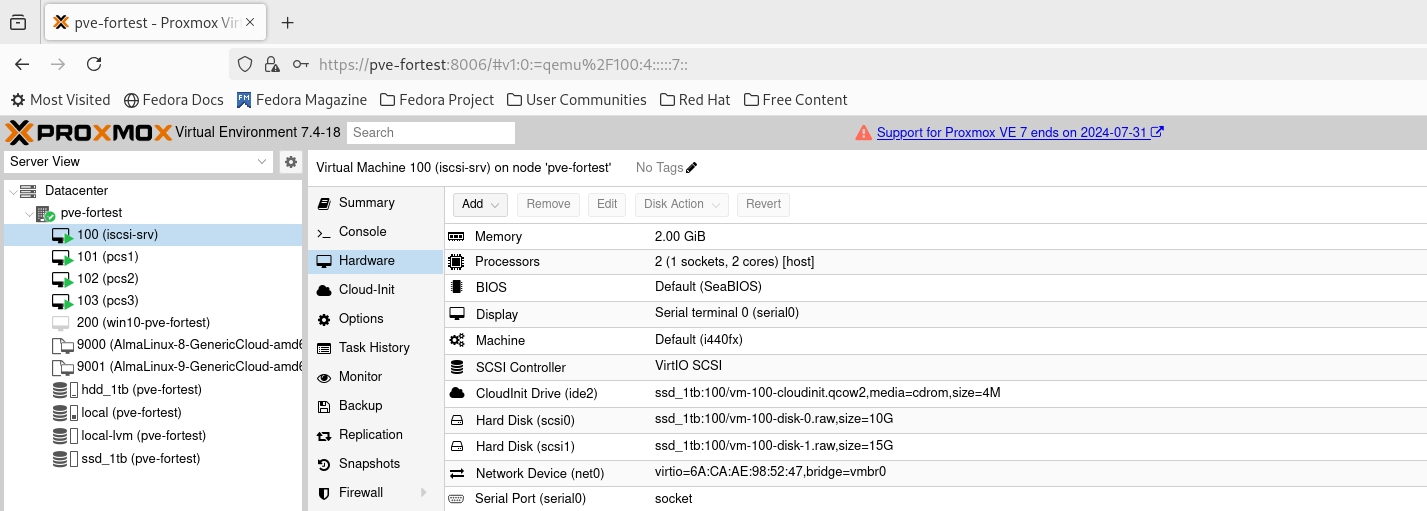 pve-fortest - Proxmox Vir
https://pve-fortest:8006/#v1:0:=qemu%2F100:4:::::7::
Most Visited Fedora Docs Fedora Magazine Fedora Project User Communities Red Hat Free Content
PROXMOX Virtual Environment 7.4-18 Search Support for Proxmox VE 7 ends on 2024-07-31
Server View
Datacenter
pve-fortest
100 (iscsi-srv)
101 (pcs1)
102 (pcs2)
103 (pcs3)
200 (win10-pve-fortest)
9000 (AlmaLinux-8-GenericCloud-amd6
9001 (AlmaLinux-9-GenericCloud-amd6
hdd_1tb (pve-fortest)
local (pve-fortest)
local-lvm (pve-fortest)
ssd_1tb (pve-fortest)
Virtual Machine 100 (iscsi-srv) on node 'pve-fortest' No Tags
Summary
Console
Hardware
Cloud-Init
Options
Task History
Monitor
Backup
Replication
Snapshots
Firewall
Add Remove Edit Disk Action Revert
Memory 2.00 GiB
Processors 2 (1 sockets, 2 cores) [host]
BIOS Default (SeaBIOS)
Display Serial terminal 0 (serial0)
Machine Default (i440fx)
SCSI Controller VirtIO SCSI
CloudInit Drive (ide2) ssd_1tb:100/vm-100-cloudinit.qcow2,media=cdrom,size=4M
Hard Disk (scsi0) ssd_1tb:100/vm-100-disk-0.raw,size=10G
Hard Disk (scsi1) ssd_1tb:100/vm-100-disk-1.raw,size=15G
Network Device (net0) virtio=6A:CA:AE:98:52:47,bridge=vmbr0
Serial Port (serial0) socket